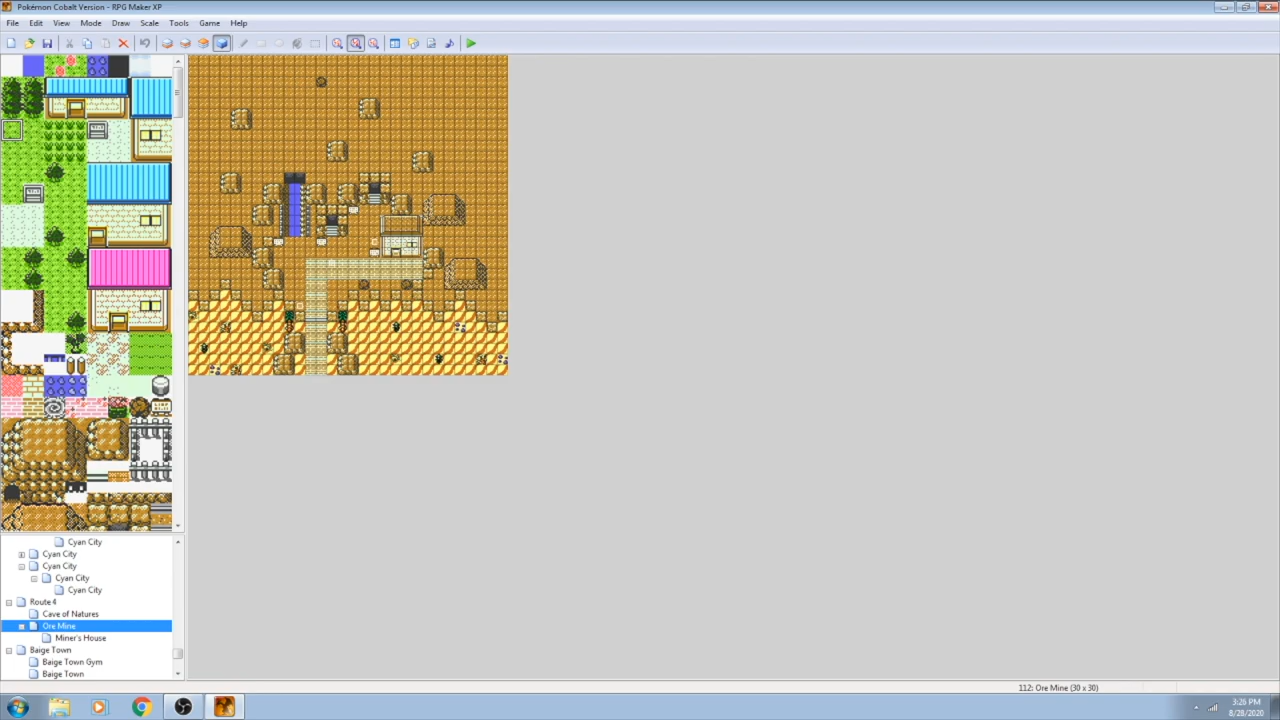 Pokémon Cobalt Version - RPG Maker XP
File Edit View Mode Draw Scale Tools Game Help
Cyan City
Cyan City
Cyan City
Cyan City
Cyan City
Route 4
Cave of Natures
Ore Mine
Miner's House
Baige Town
Baige Town Gym
Baige Town
112: Ore Mine (30 x 30)
3:26 PM
8/28/2020